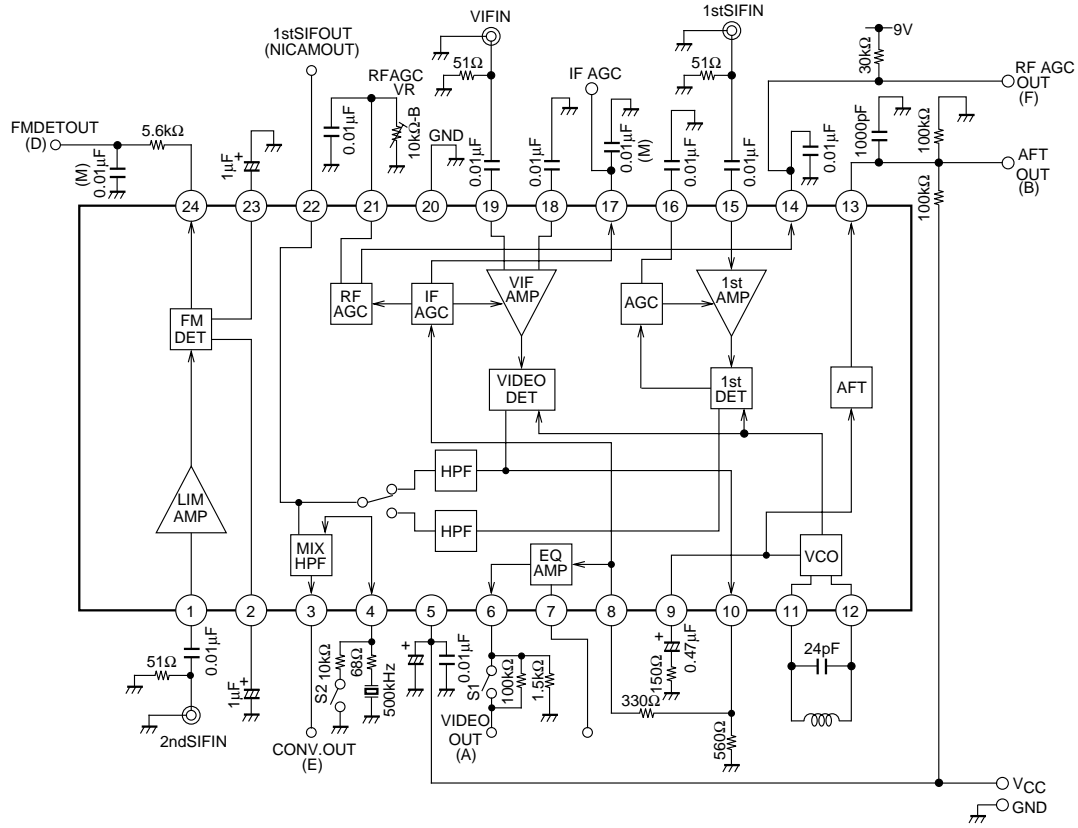 VIFIN
1stSIFIN
9V
1stSIFOUT
(NICAMOUT)
51Ω
51Ω
30kΩ
RF AGC
OUT
(F)
RFAGC
VR
IF AGC
FMDETOUT
(D)
5.6kΩ
(M)
0.01µF
1µF
+
0.01µF
10kΩ-B
GND
0.01µF
0.01µF
0.01µF
(M)
0.01µF
0.01µF
0.01µF
1000pF
100kΩ
AFT
OUT
(B)
100kΩ
24
23
22
21
20
19
18
17
16
15
14
13
FM
DET
RF
AGC
IF
AGC
VIF
AMP
AGC
1st
AMP
VIDEO
DET
1st
DET
AFT
LIM
AMP
HPF
HPF
MIX
HPF
EQ
AMP
VCO
1
2
3
4
5
6
7
8
9
10
11
12
51Ω
0.01µF
1µF
+
S2
10kΩ
68Ω
500kHz
+
0.01µF
S1
100kΩ
1.5kΩ
+
0.47µF
150Ω
330Ω
560Ω
24pF
2ndSIFIN
CONV.OUT
(E)
VIDEO
OUT
(A)
VCC
GND